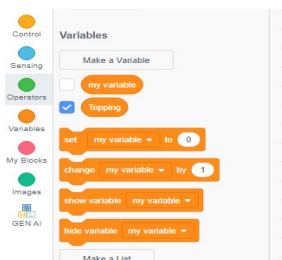 Control
Sensing
Operators
Variables
My Blocks
Images
GEN AI
Variables
Make a Variable
my variable
Topping
set my variable to 0
change my variable by 1
show variable my variable
hide variable my variable
Make a List